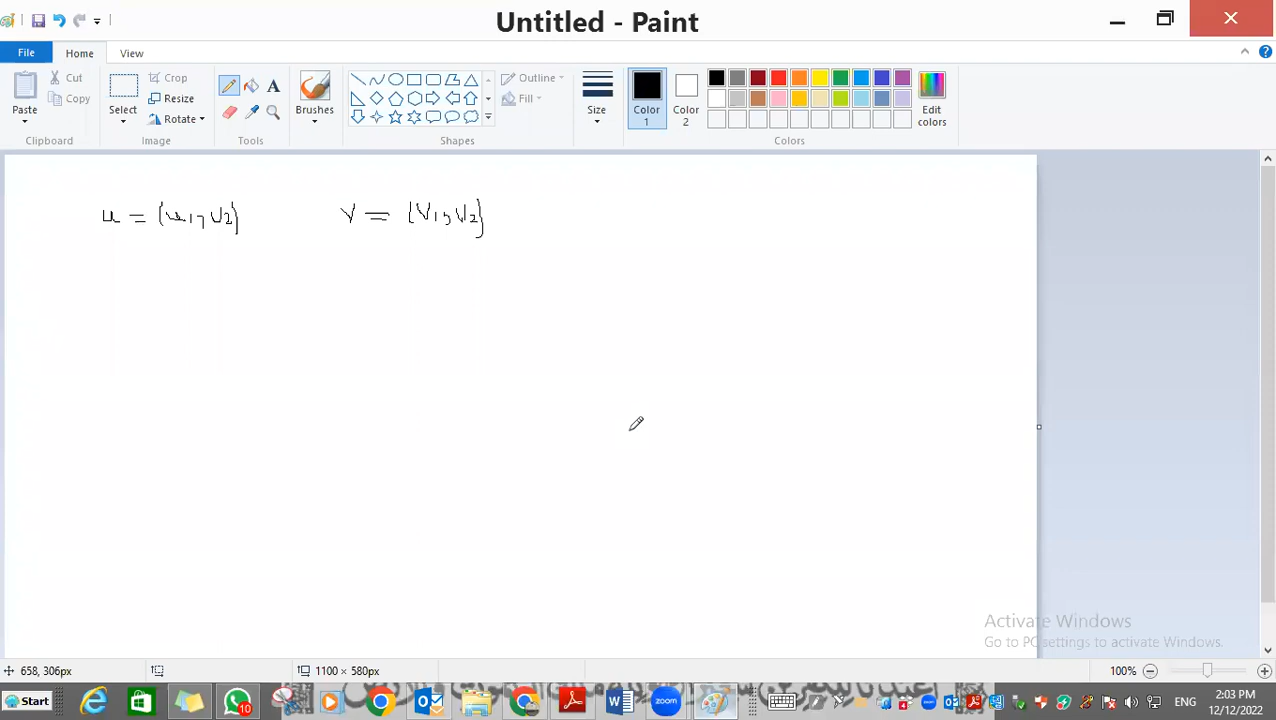 Untitled - Paint
File Home View
Paste Cut Copy Select Crop Resize Rotate Brushes Outline Fill Size Color 1 Color 2 Edit colors
Clipboard Image Tools Shapes Colors
u = (u1, u2) v = (v1, v2)
Activate Windows
Go to PC settings to activate Windows.
658, 306px 1100 × 580px 100%
Start 10 zoom ENG 2:03 PM
12/12/2022